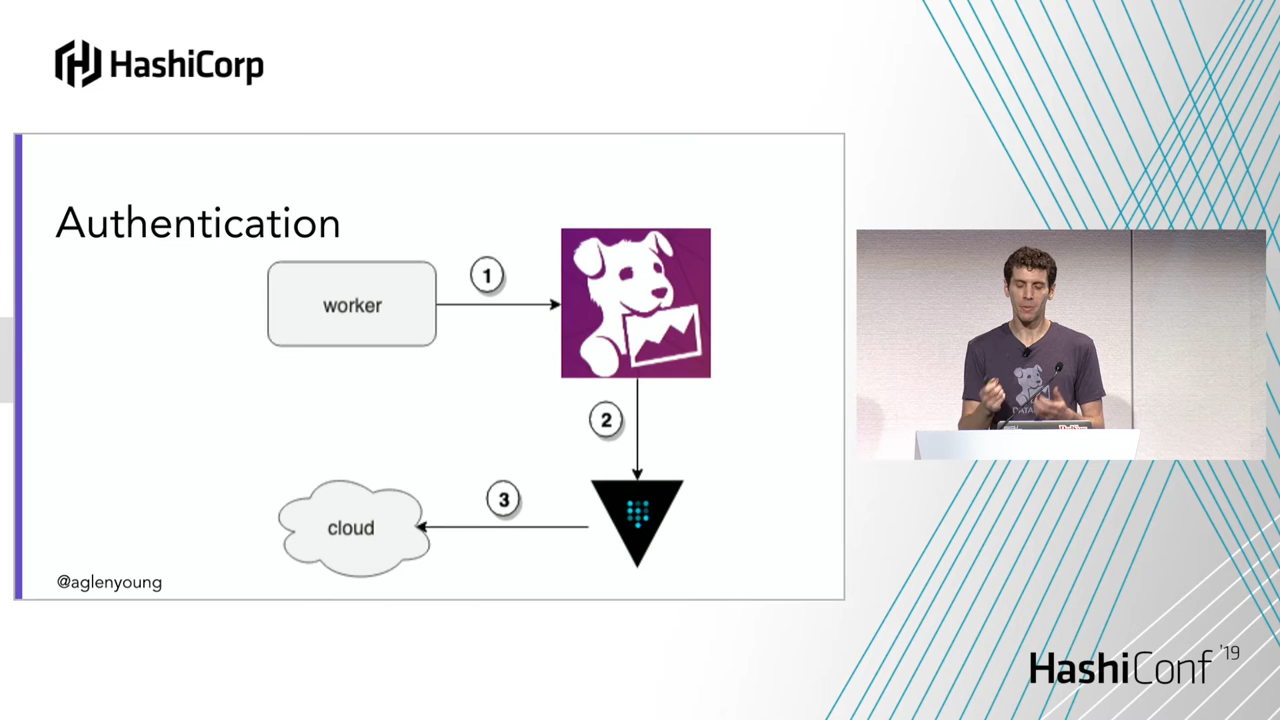 HashiCorp
Authentication
worker
1
2
3
cloud
@aglenyoung
HashiConf '19